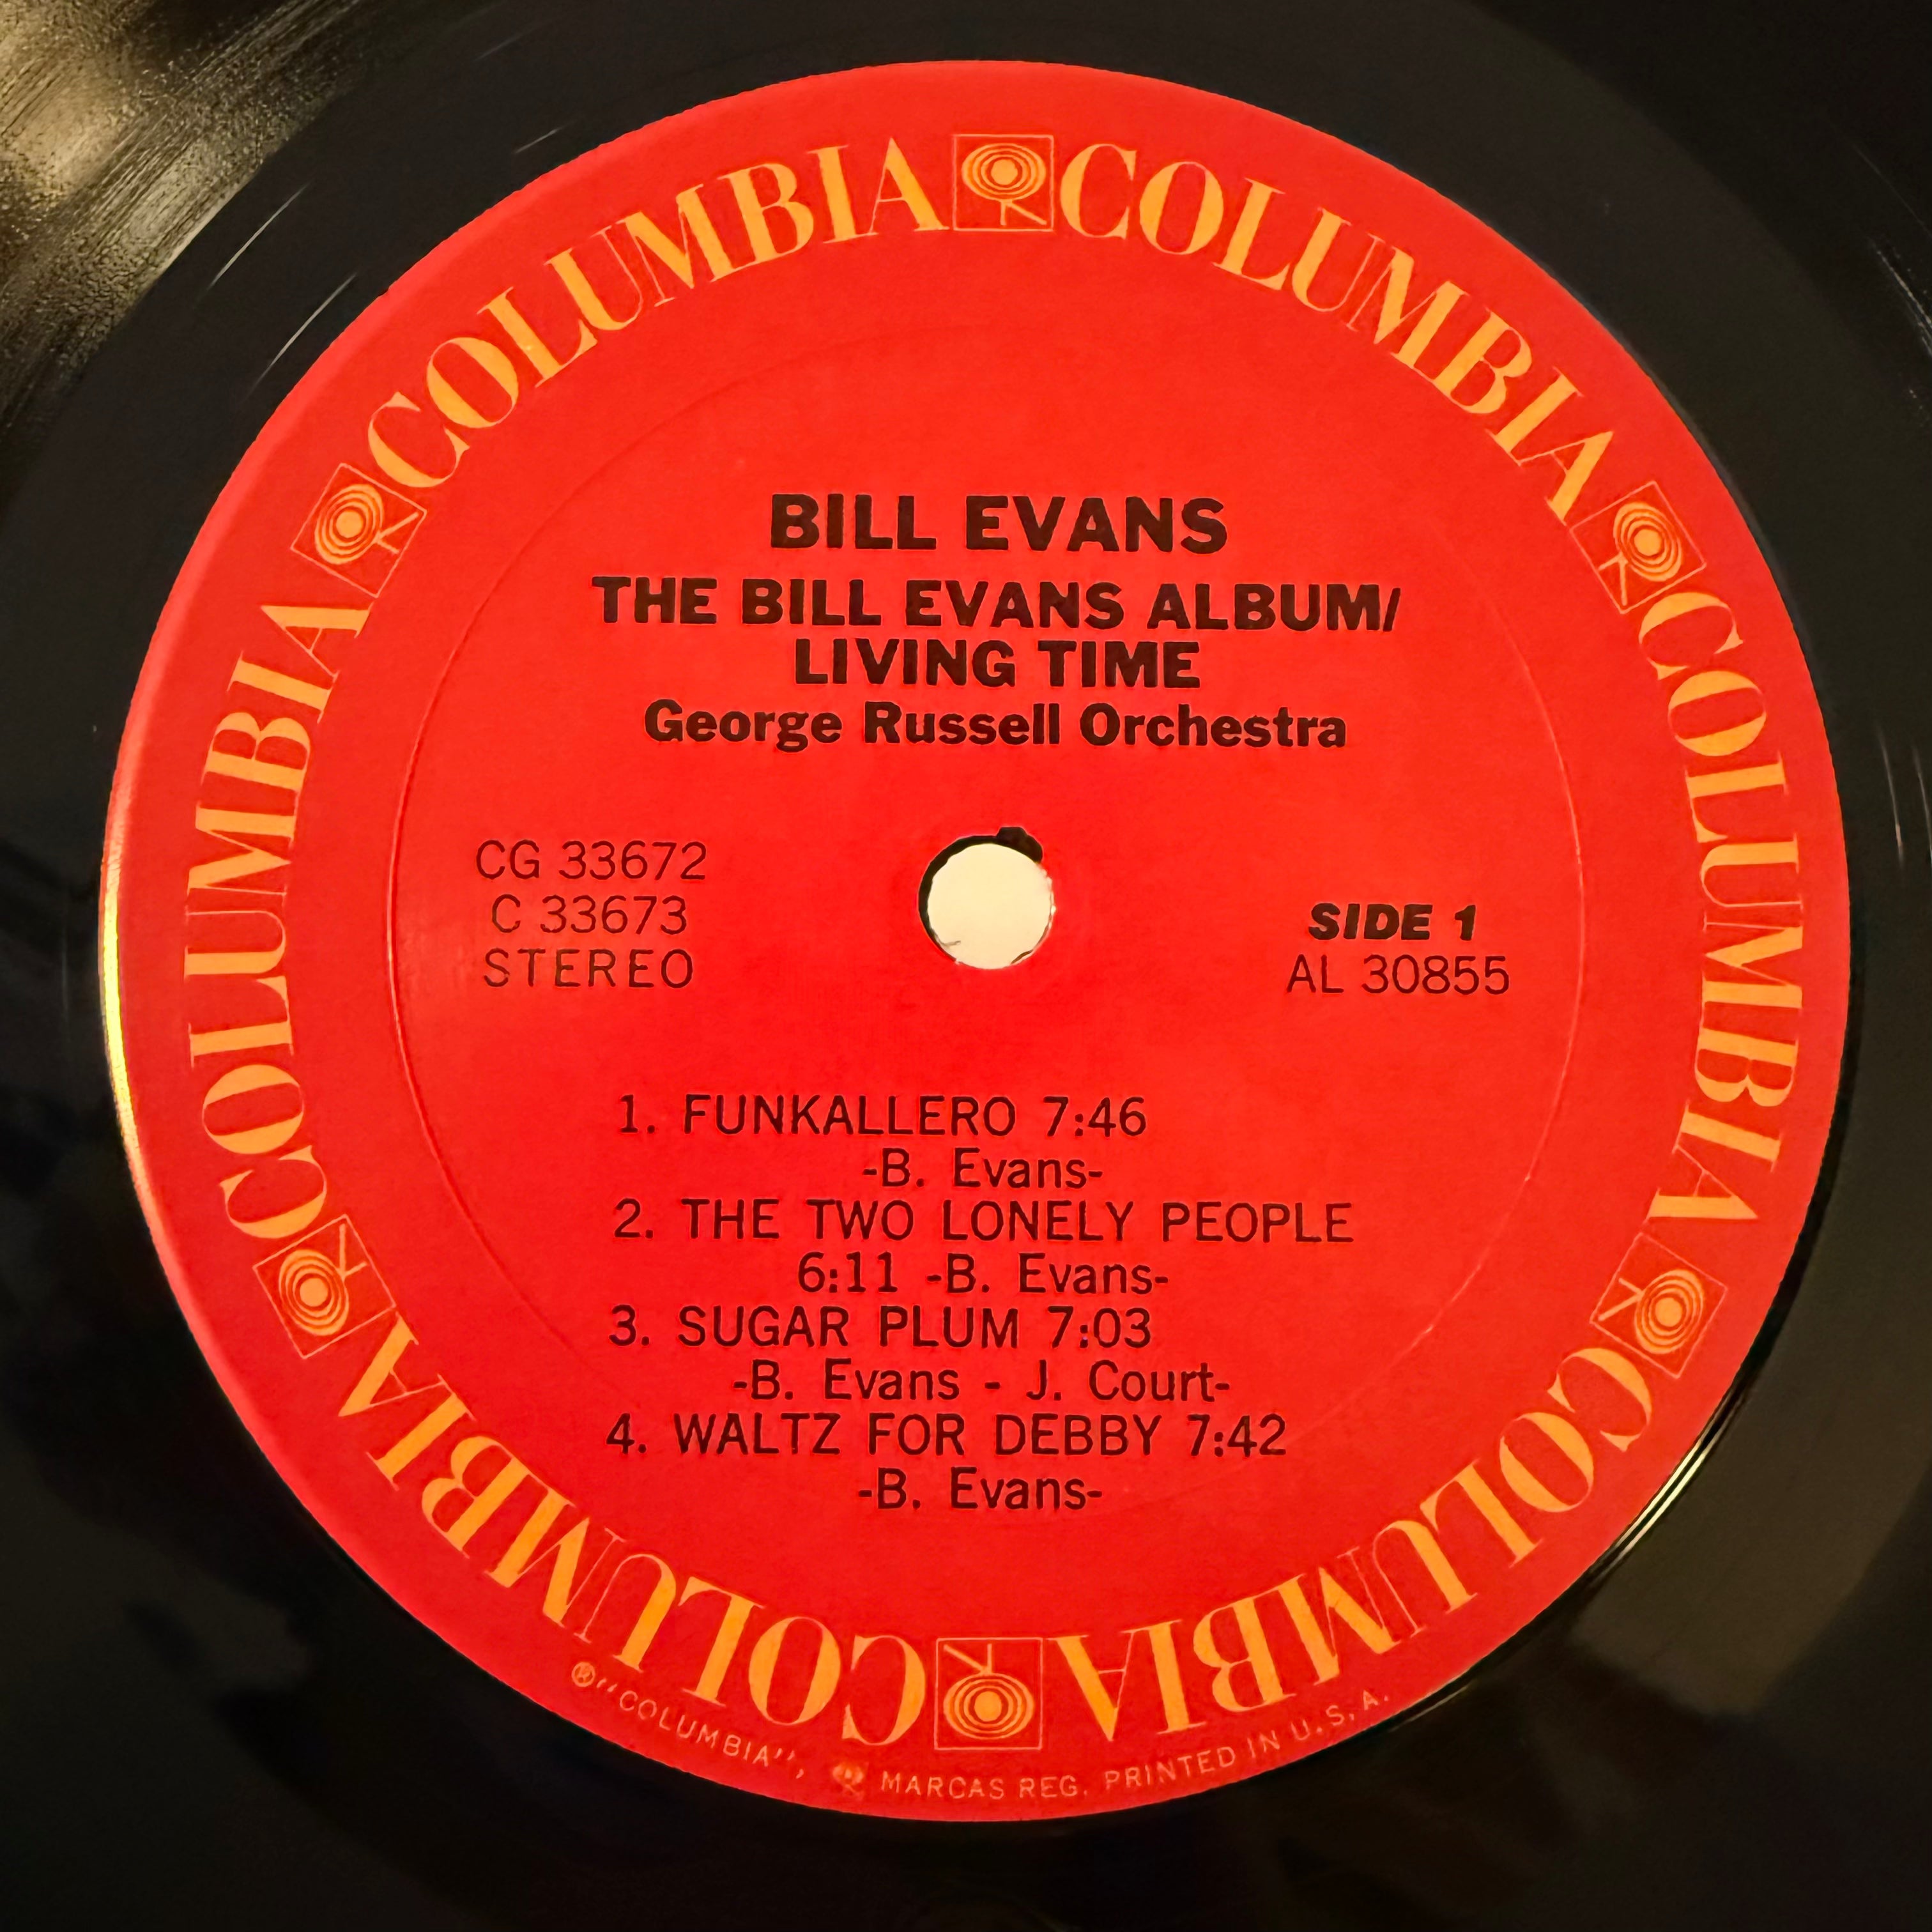 COLUMBIA COLUMBIA COLUMBIA COLUMBIA COLUMBIA COLUMBIA
BILL EVANS
THE BILL EVANS ALBUM/
LIVING TIME
George Russell Orchestra
CG 33672
C 33673
STEREO
SIDE 1
AL 30855
1. FUNKALLERO 7:46
-B. Evans-
2. THE TWO LONELY PEOPLE
6:11 -B. Evans-
3. SUGAR PLUM 7:03
-B. Evans - J. Court-
4. WALTZ FOR DEBBY 7:42
-B. Evans-
® "COLUMBIA", MARCAS REG. PRINTED IN U.S.A.